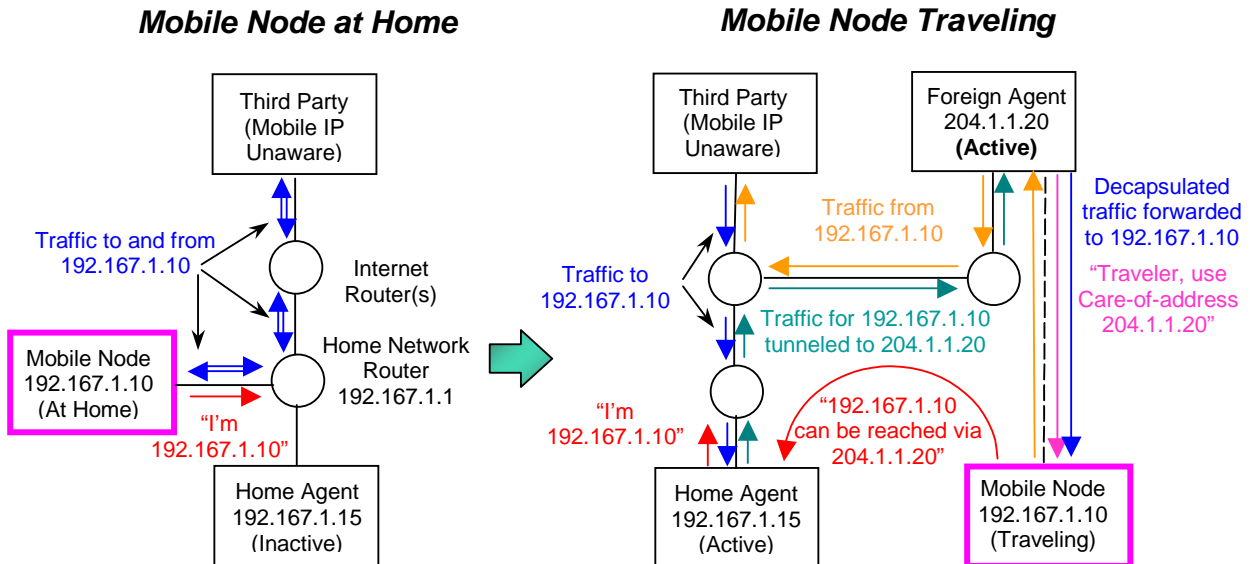 Mobile Node at Home
Third Party
(Mobile IP
Unaware)
Traffic to and from
192.167.1.10
Internet
Router(s)
Mobile Node
192.167.1.10
(At Home)
Home Network
Router
192.167.1.1
“I’m
192.167.1.10”
Home Agent
192.167.1.15
(Inactive)
Mobile Node Traveling
Third Party
(Mobile IP
Unaware)
Foreign Agent
204.1.1.20
(Active)
Traffic from
192.167.1.10
Decapsulated
traffic forwarded
to 192.167.1.10
Traffic to
192.167.1.10
“Traveler, use
Care-of-address
204.1.1.20”
Traffic for 192.167.1.10
tunneled to 204.1.1.20
“I’m
192.167.1.10”
“192.167.1.10
can be reached via
204.1.1.20”
Home Agent
192.167.1.15
(Active)
Mobile Node
192.167.1.10
(Traveling)